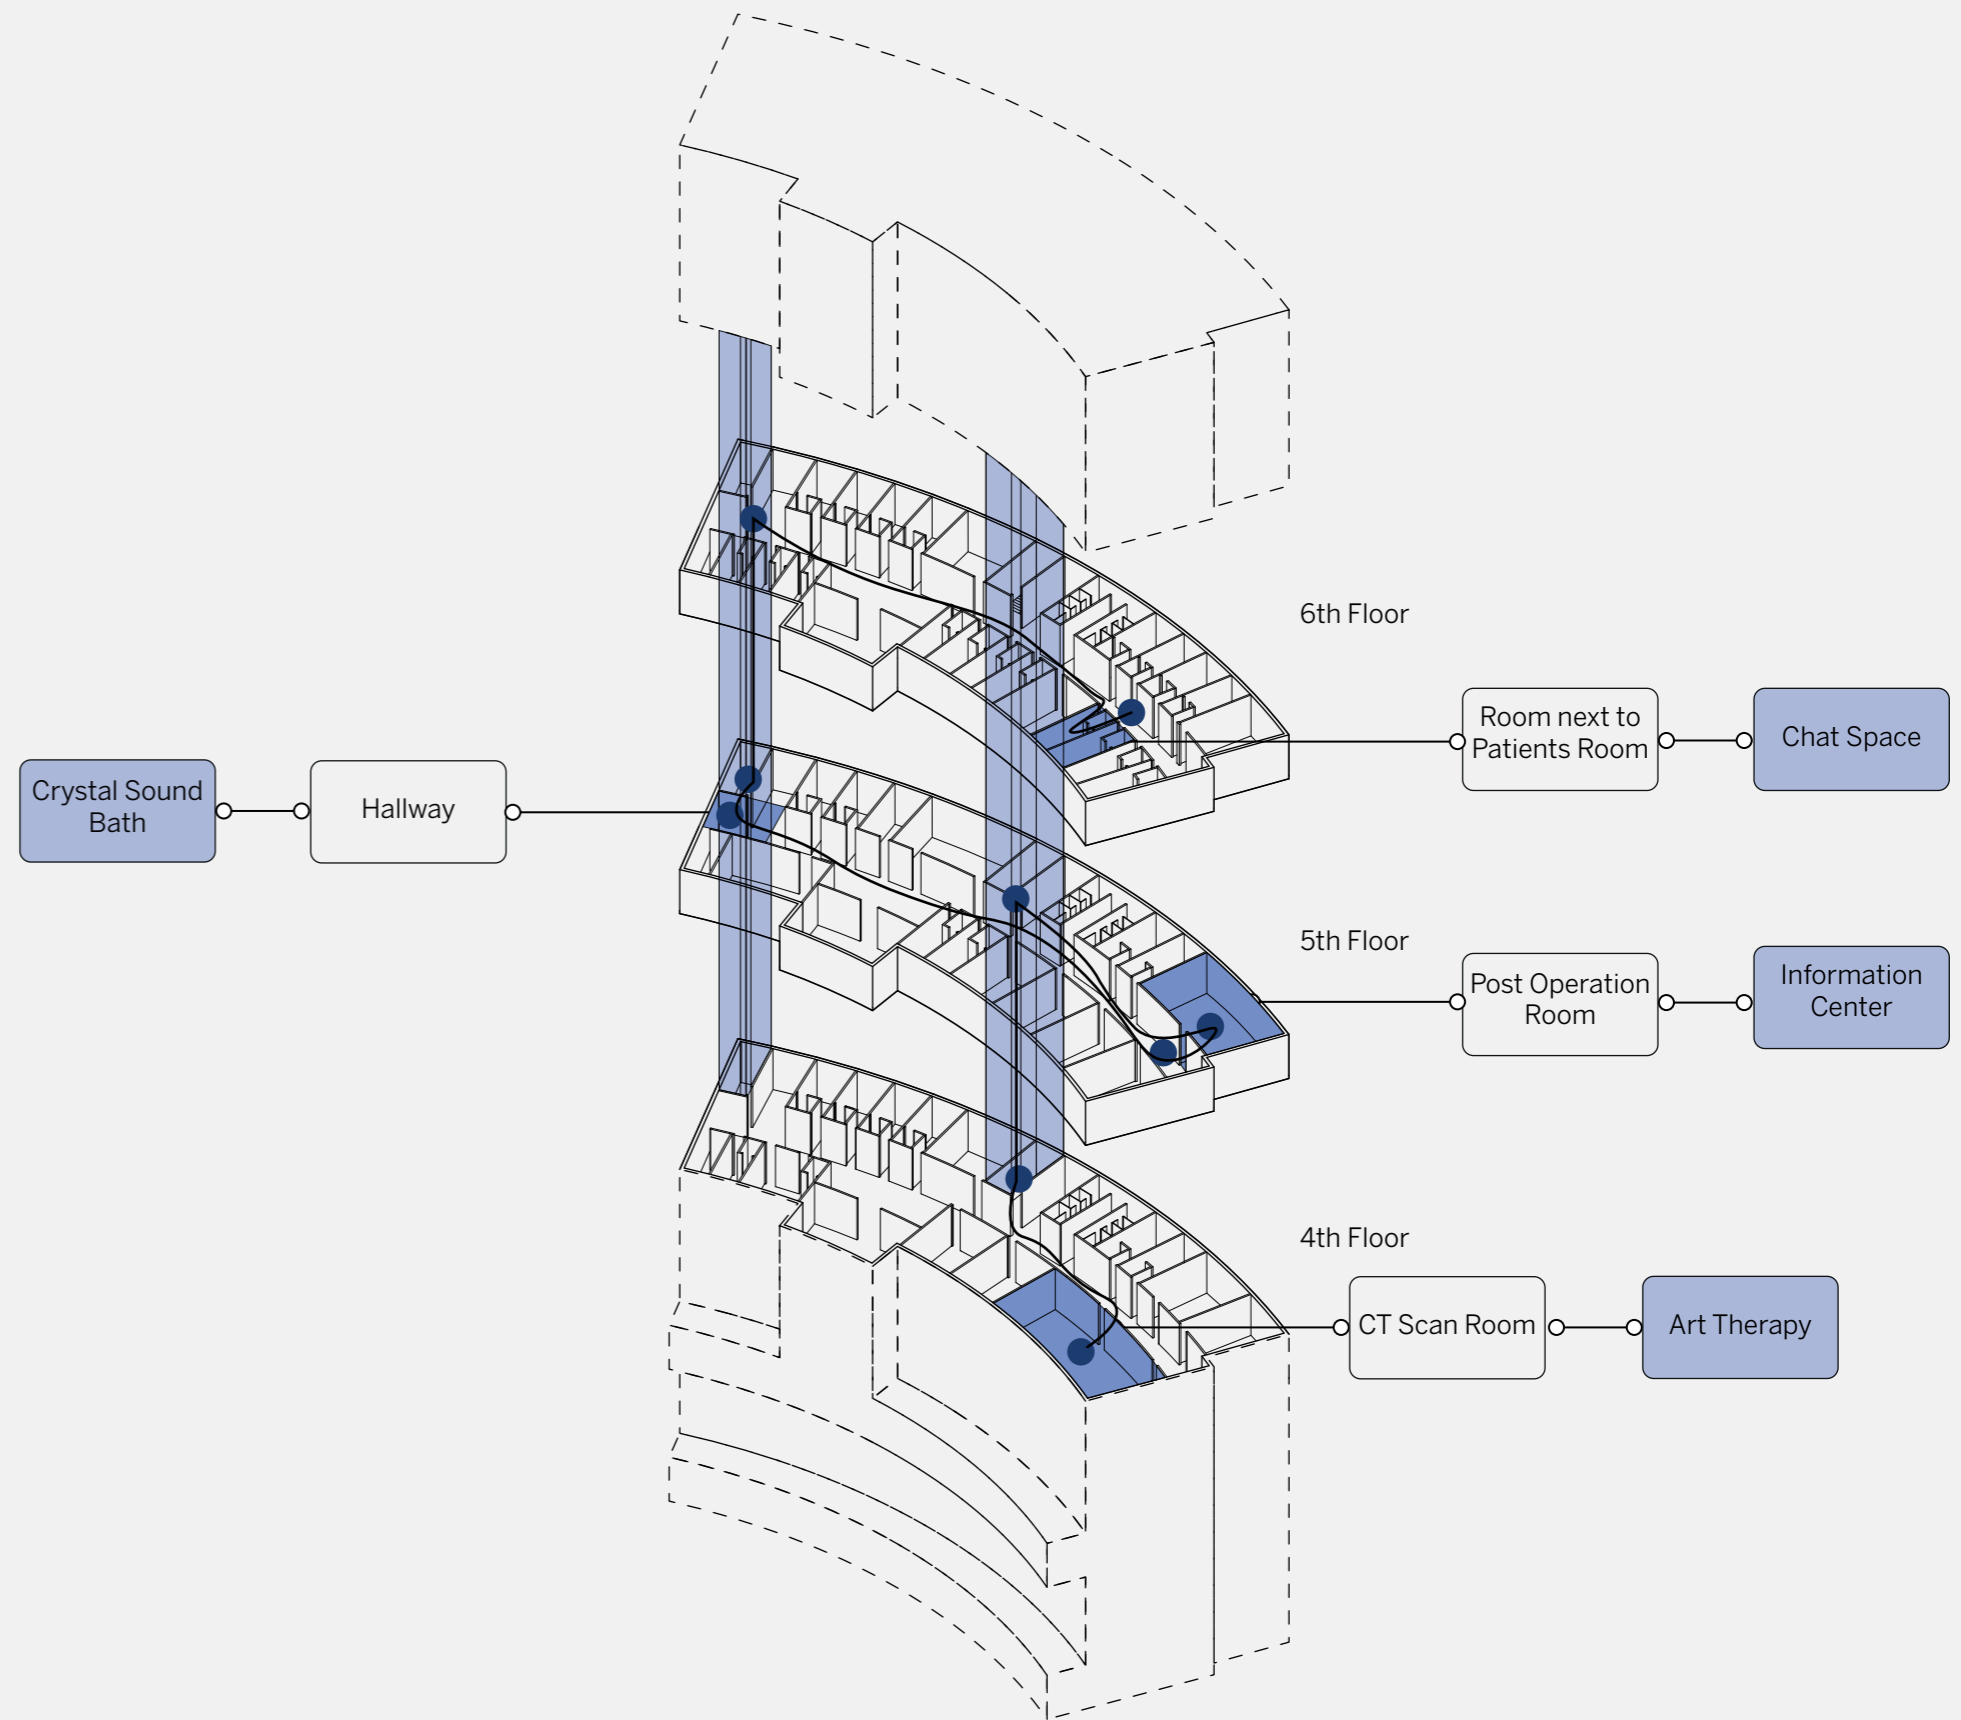 6th Floor
Room next to
Patients Room
Chat Space
Crystal Sound
Bath
Hallway
5th Floor
Post Operation
Room
Information
Center
4th Floor
CT Scan Room
Art Therapy